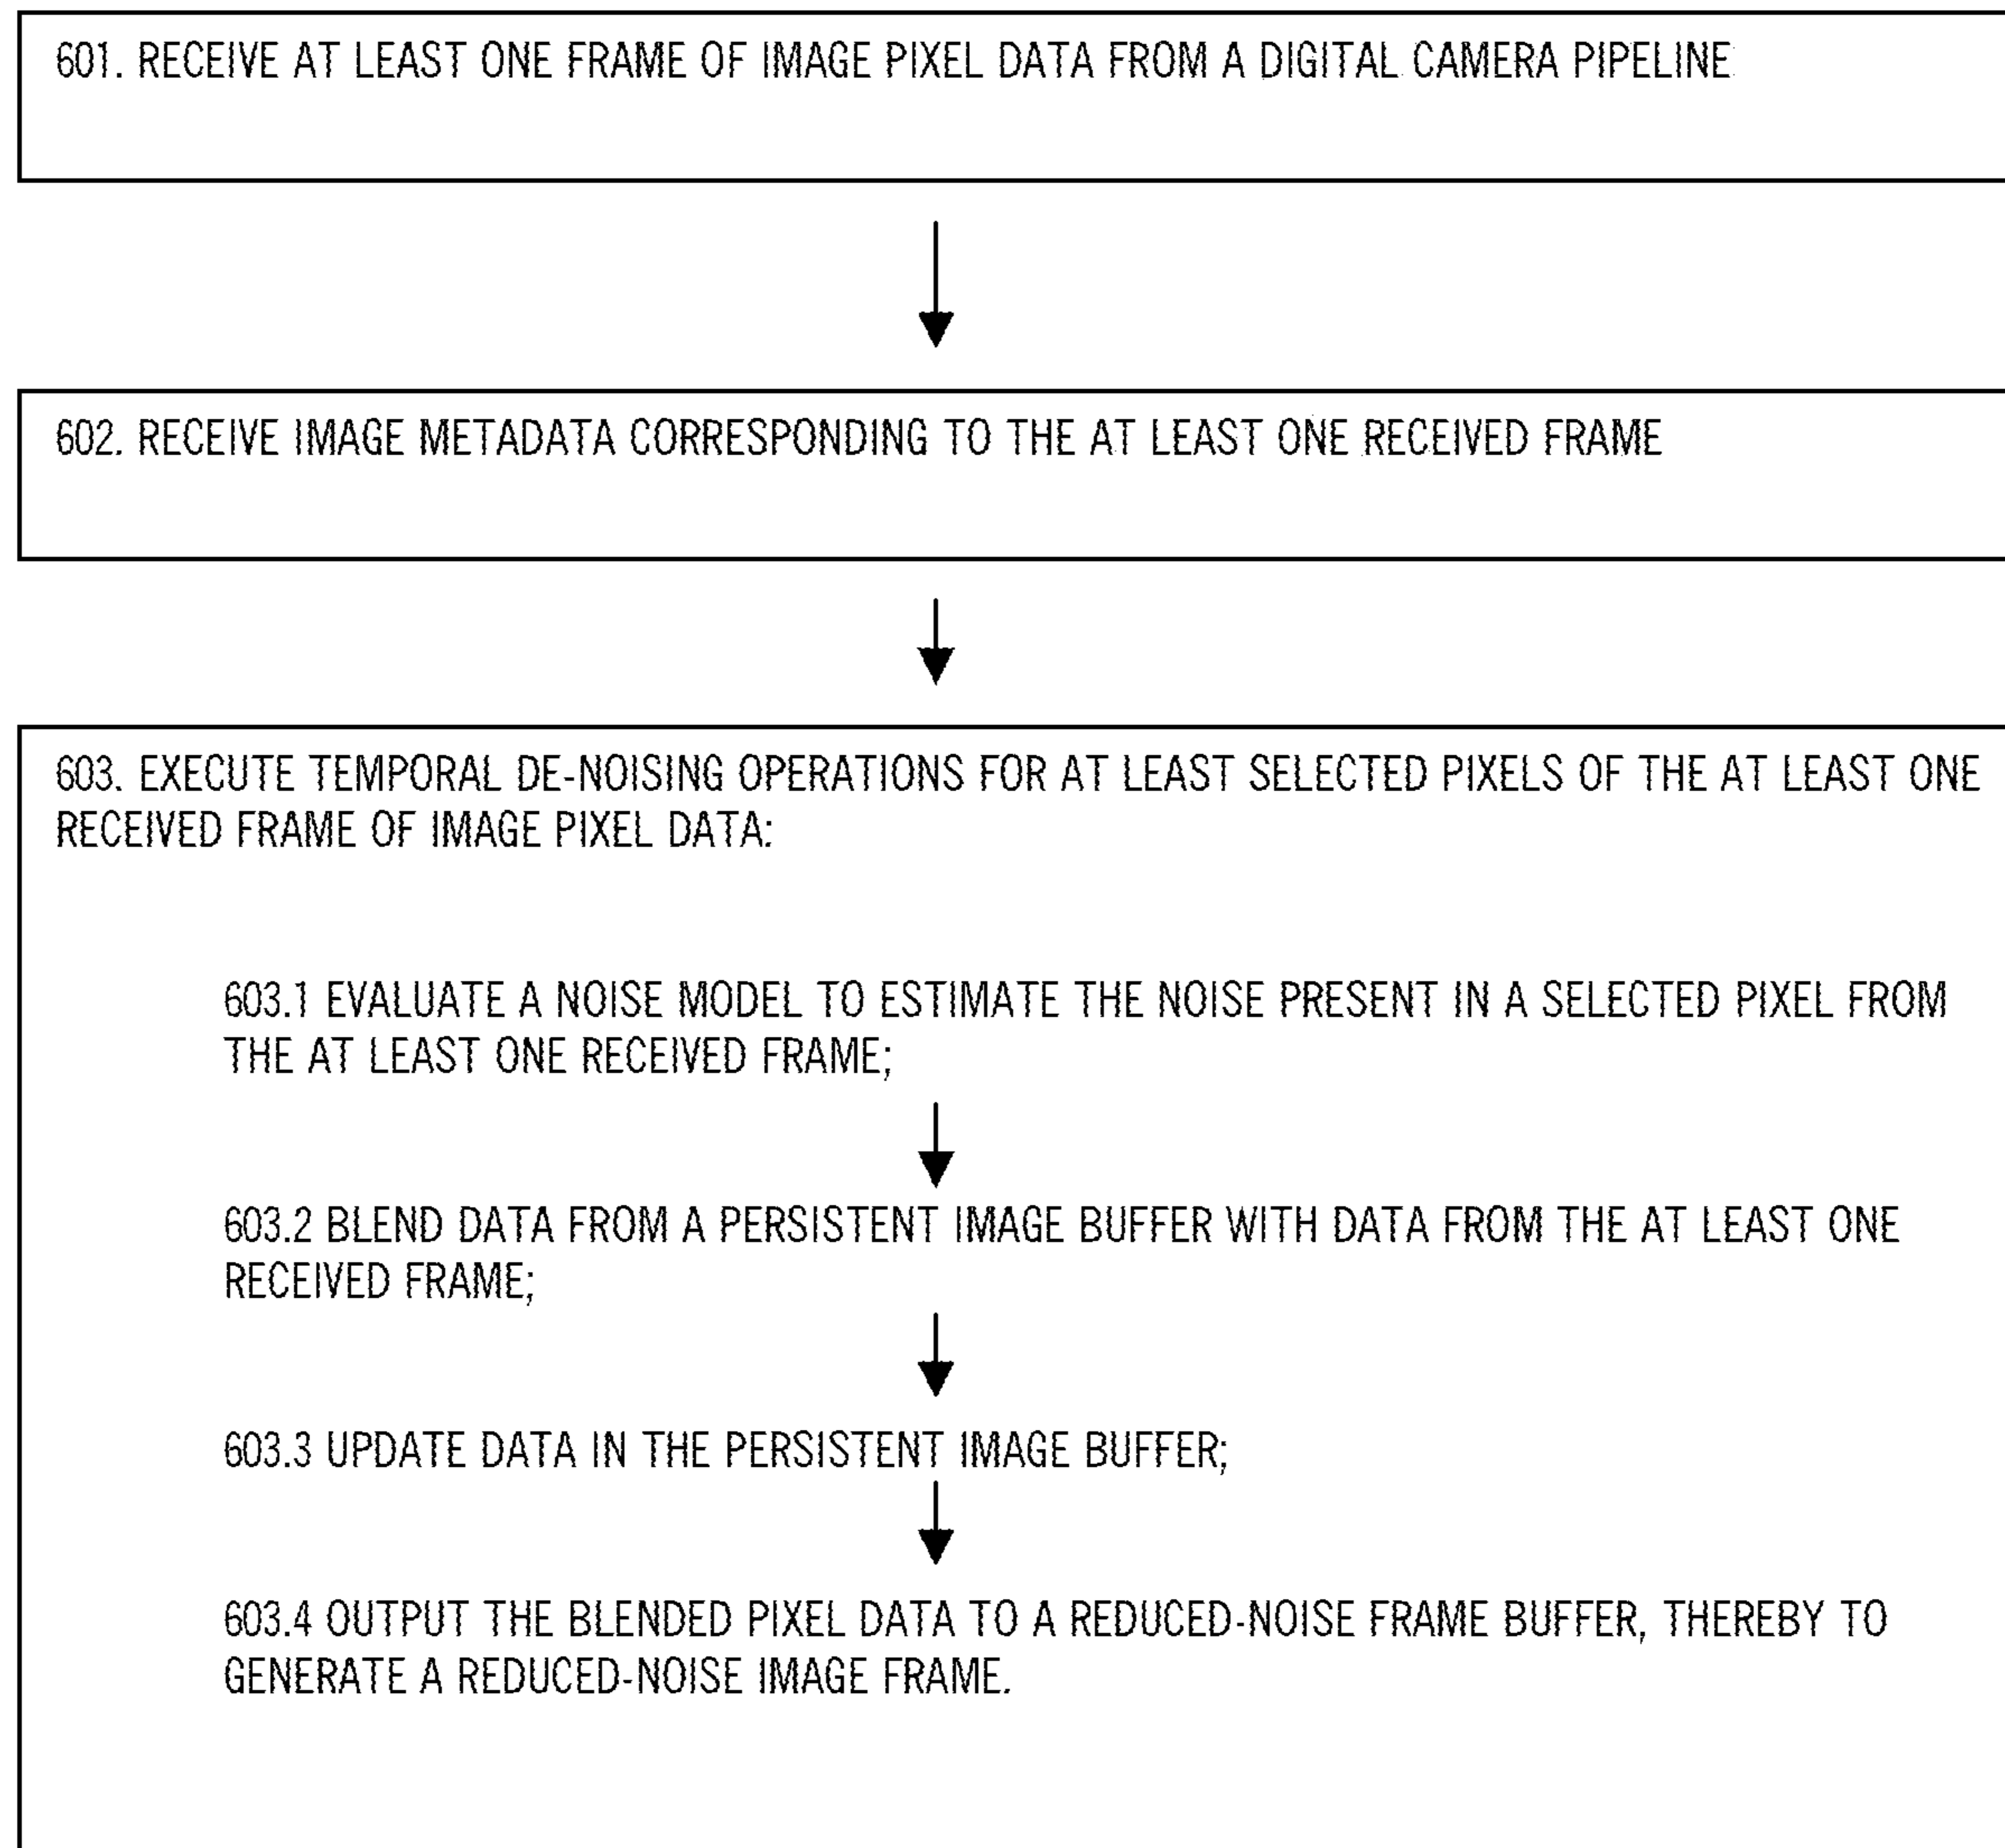 601. RECEIVE AT LEAST ONE FRAME OF IMAGE PIXEL DATA FROM A DIGITAL CAMERA PIPELINE
602. RECEIVE IMAGE METADATA CORRESPONDING TO THE AT LEAST ONE RECEIVED FRAME
603. EXECUTE TEMPORAL DE-NOISING OPERATIONS FOR AT LEAST SELECTED PIXELS OF THE AT LEAST ONE
RECEIVED FRAME OF IMAGE PIXEL DATA:
603.1 EVALUATE A NOISE MODEL TO ESTIMATE THE NOISE PRESENT IN A SELECTED PIXEL FROM
THE AT LEAST ONE RECEIVED FRAME;
603.2 BLEND DATA FROM A PERSISTENT IMAGE BUFFER WITH DATA FROM THE AT LEAST ONE
RECEIVED FRAME;
603.3 UPDATE DATA IN THE PERSISTENT IMAGE BUFFER;
603.4 OUTPUT THE BLENDED PIXEL DATA TO A REDUCED-NOISE FRAME BUFFER, THEREBY TO
GENERATE A REDUCED-NOISE IMAGE FRAME.